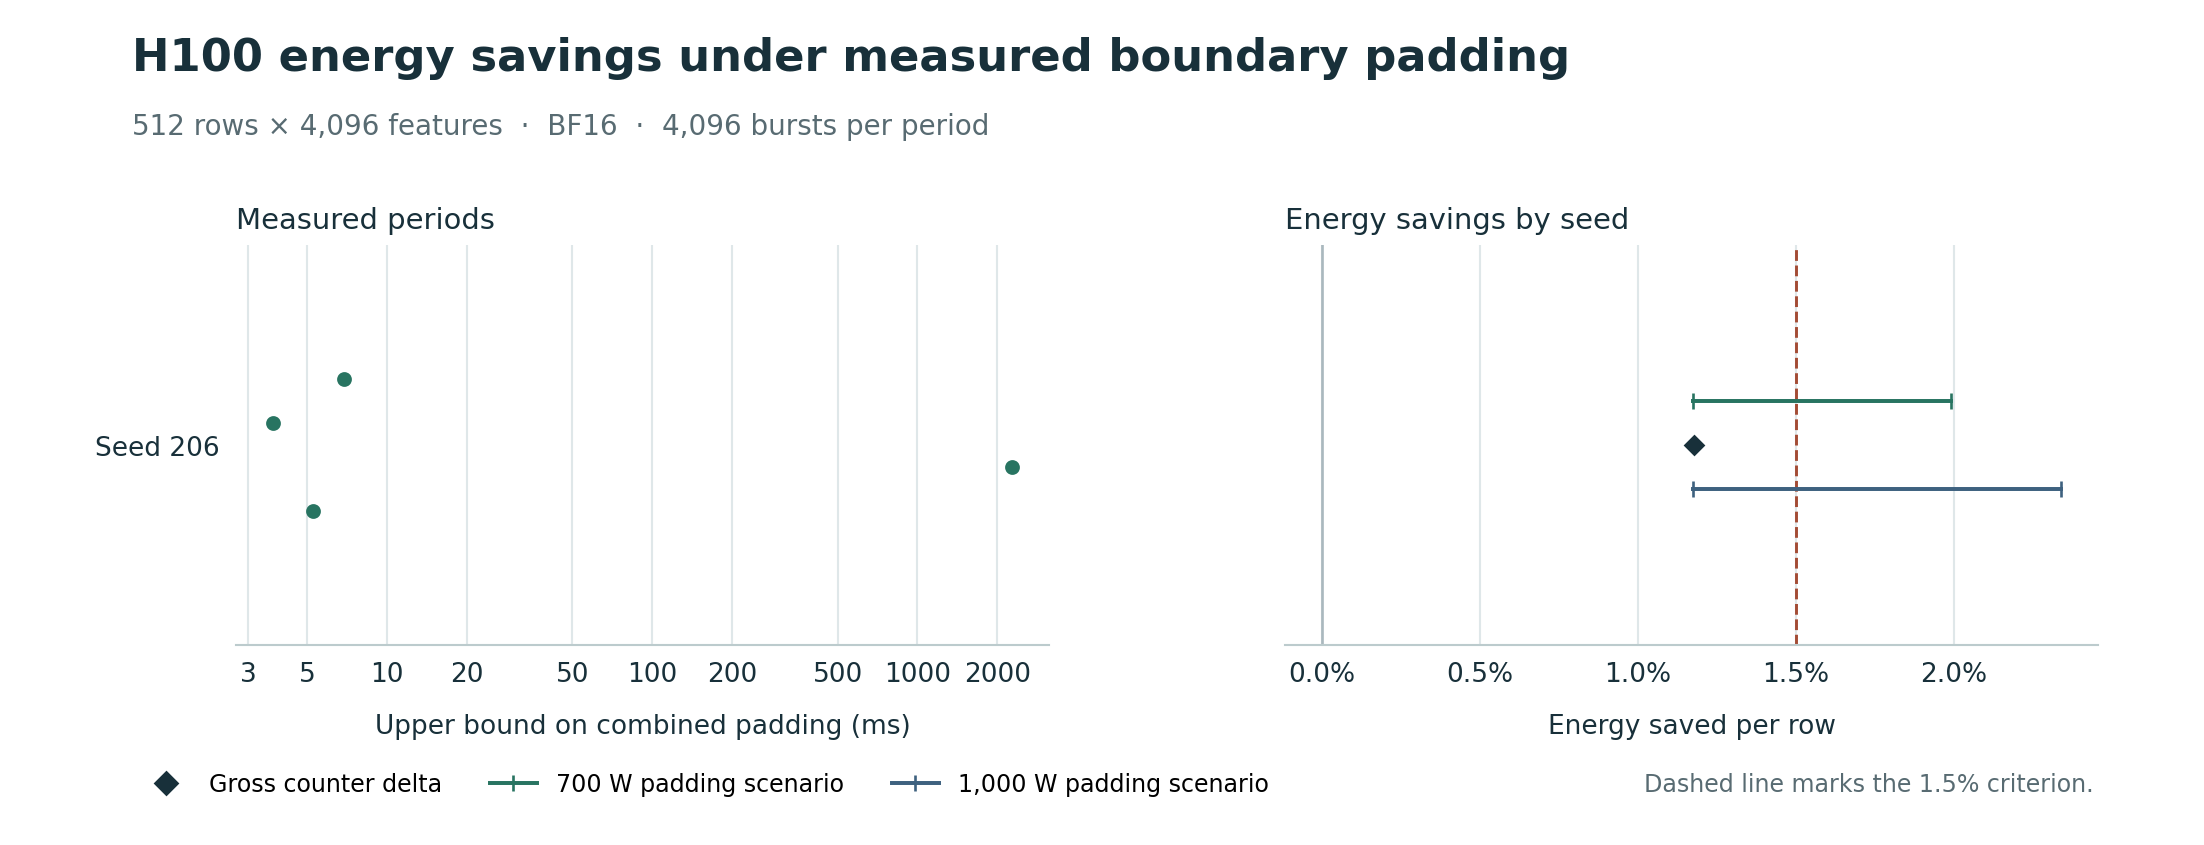 H100 energy savings under measured boundary padding
512 rows × 4,096 features · BF16 · 4,096 bursts per period
Measured periods
Seed 206
3 5 10 20 50 100 200 500 1000 2000
Upper bound on combined padding (ms)
Energy savings by seed
0.0% 0.5% 1.0% 1.5% 2.0%
Energy saved per row
Gross counter delta 700 W padding scenario 1,000 W padding scenario
Dashed line marks the 1.5% criterion.